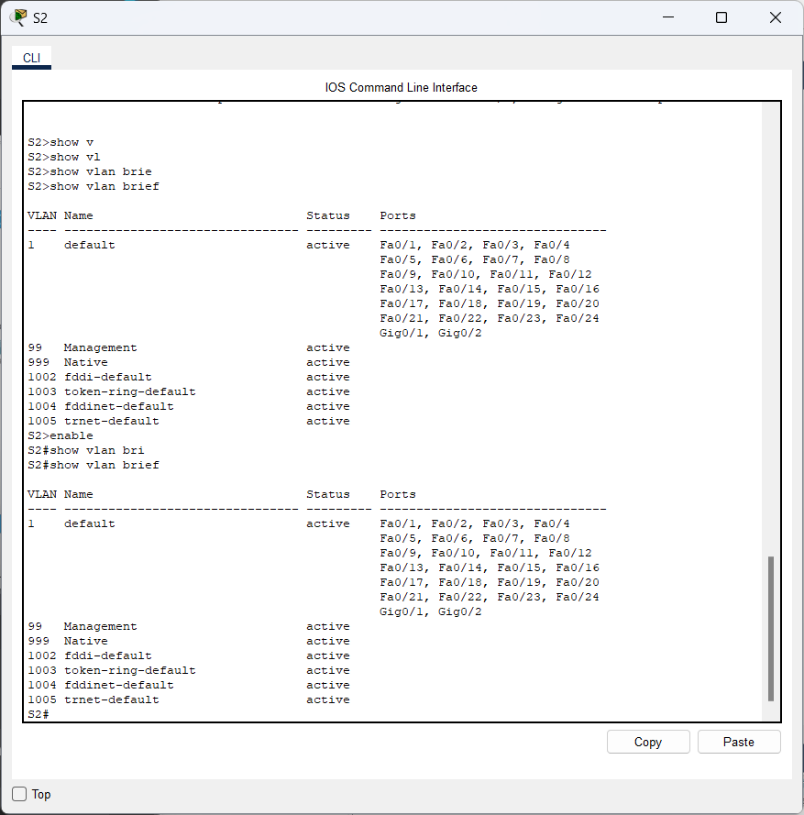 S2
CLI
IOS Command Line Interface
S2>show v
S2>show vl
S2>show vlan brie
S2>show vlan brief
VLAN Name                             Status    Ports
---- -------------------------------- --------- -------------------------------
1    default                          active    Fa0/1, Fa0/2, Fa0/3, Fa0/4
                                                Fa0/5, Fa0/6, Fa0/7, Fa0/8
                                                Fa0/9, Fa0/10, Fa0/11, Fa0/12
                                                Fa0/13, Fa0/14, Fa0/15, Fa0/16
                                                Fa0/17, Fa0/18, Fa0/19, Fa0/20
                                                Fa0/21, Fa0/22, Fa0/23, Fa0/24
                                                Gig0/1, Gig0/2
99   Management                       active
999  Native                           active
1002 fddi-default                     active
1003 token-ring-default               active
1004 fddinet-default                  active
1005 trnet-default                    active
S2>enable
S2#show vlan bri
S2#show vlan brief
VLAN Name                             Status    Ports
---- -------------------------------- --------- -------------------------------
1    default                          active    Fa0/1, Fa0/2, Fa0/3, Fa0/4
                                                Fa0/5, Fa0/6, Fa0/7, Fa0/8
                                                Fa0/9, Fa0/10, Fa0/11, Fa0/12
                                                Fa0/13, Fa0/14, Fa0/15, Fa0/16
                                                Fa0/17, Fa0/18, Fa0/19, Fa0/20
                                                Fa0/21, Fa0/22, Fa0/23, Fa0/24
                                                Gig0/1, Gig0/2
99   Management                       active
999  Native                           active
1002 fddi-default                     active
1003 token-ring-default               active
1004 fddinet-default                  active
1005 trnet-default                    active
S2#
Copy Paste
Top